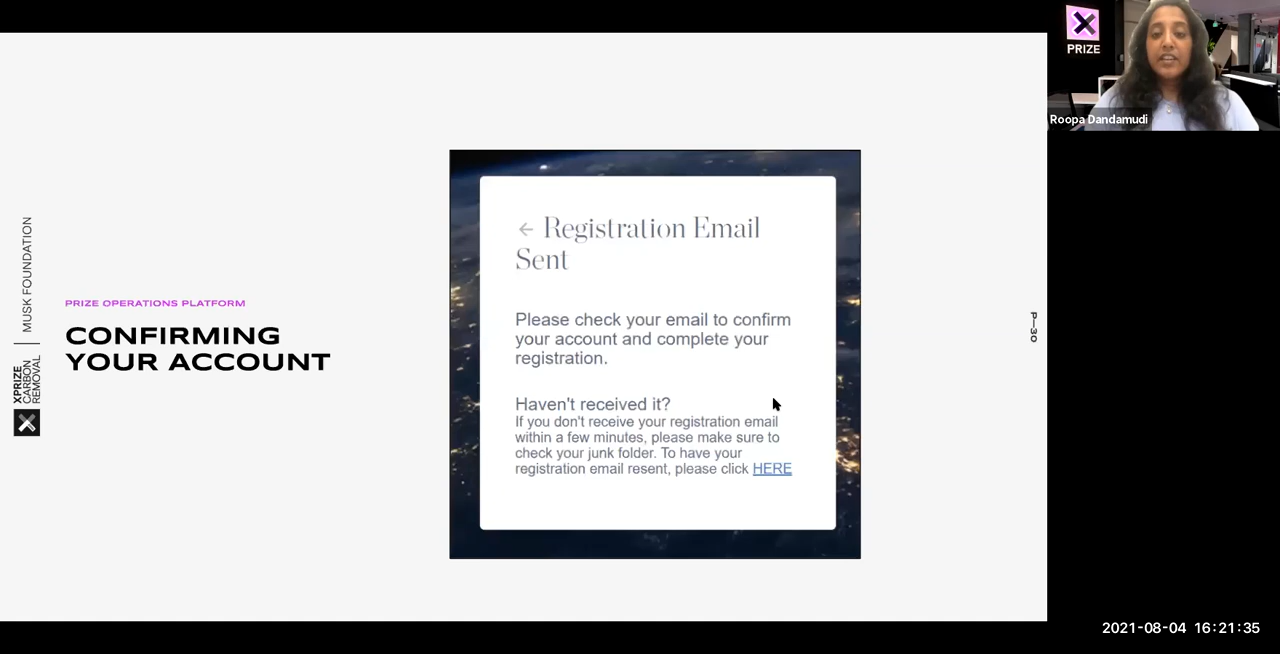 PRIZE
Roopa Dandamudi
XPRIZE
CARBON
REMOVAL
MUSK FOUNDATION
PRIZE OPERATIONS PLATFORM
CONFIRMING
YOUR ACCOUNT
← Registration Email
Sent
Please check your email to confirm
your account and complete your
registration.
Haven't received it?
If you don't receive your registration email
within a few minutes, please make sure to
check your junk folder. To have your
registration email resent, please click HERE
P—30
2021-08-04 16:21:35